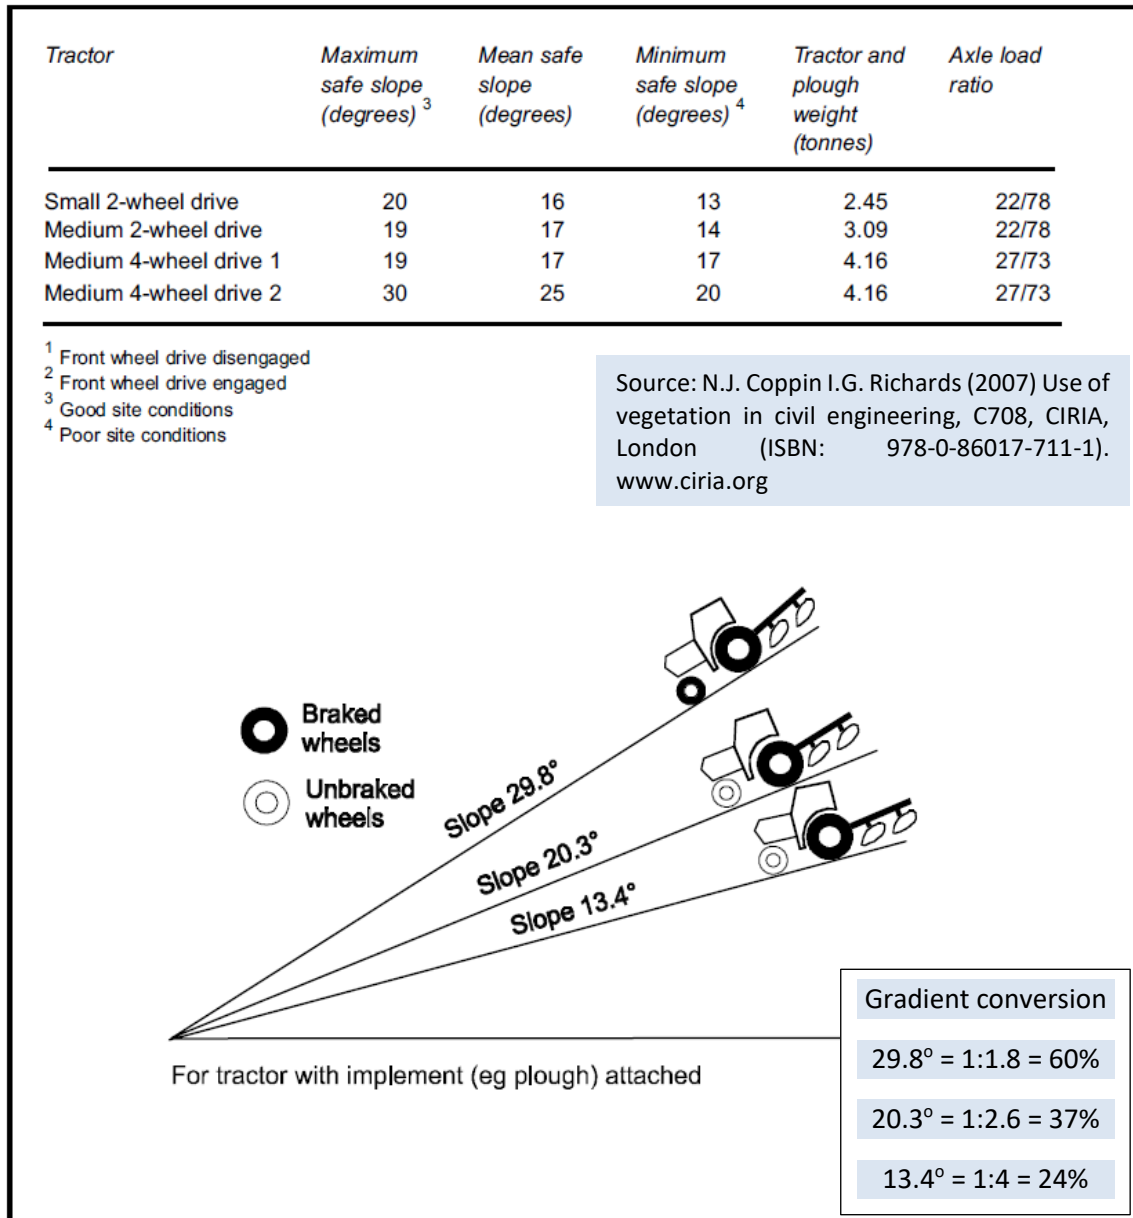 Tractor Maximum safe slope (degrees) 3 Mean safe slope (degrees) Minimum safe slope (degrees) 4 Tractor and plough weight (tonnes) Axle load ratio
Small 2-wheel drive 20 16 13 2.45 22/78
Medium 2-wheel drive 19 17 14 3.09 22/78
Medium 4-wheel drive 1 19 17 17 4.16 27/73
Medium 4-wheel drive 2 30 25 20 4.16 27/73
1 Front wheel drive disengaged
2 Front wheel drive engaged
3 Good site conditions
4 Poor site conditions
Source: N.J. Coppin I.G. Richards (2007) Use of
vegetation in civil engineering, C708, CIRIA,
London (ISBN: 978-0-86017-711-1).
www.ciria.org
Braked
wheels
Unbraked
wheels
Slope 29.8°
Slope 20.3°
Slope 13.4°
For tractor with implement (eg plough) attached
Gradient conversion
29.8° = 1:1.8 = 60%
20.3° = 1:2.6 = 37%
13.4° = 1:4 = 24%